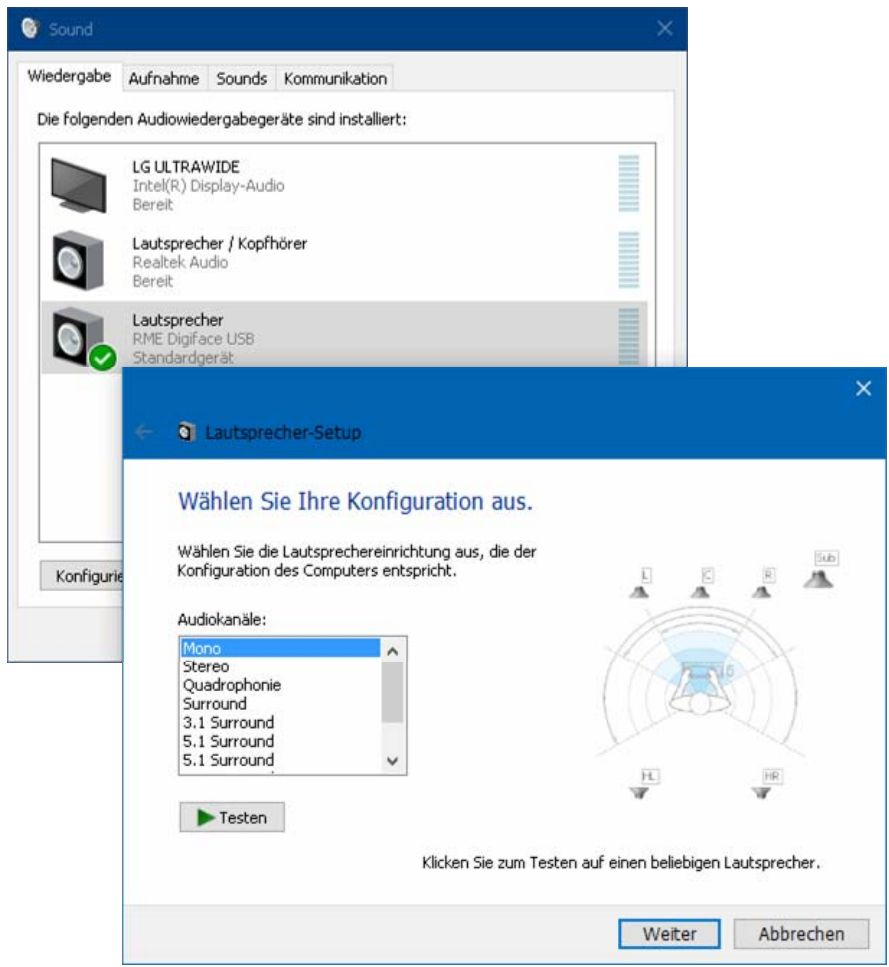 Sound
Wiedergabe Aufnahme Sounds Kommunikation
Die folgenden Audiowiedergabegeräte sind installiert:
LG ULTRAWIDE
Intel(R) Display-Audio
Bereit
Lautsprecher / Kopfhörer
Realtek Audio
Bereit
Lautsprecher
RME Digiface USB
Standardgerät
Konfigurie
Lautsprecher-Setup
Wählen Sie Ihre Konfiguration aus.
Wählen Sie die Lautsprechereinrichtung aus, die der
Konfiguration des Computers entspricht.
Audiokanäle:
Mono
Stereo
Quadrophonie
Surround
3.1 Surround
5.1 Surround
5.1 Surround
Testen
L C R Sub
HL HR
Klicken Sie zum Testen auf einen beliebigen Lautsprecher.
Weiter Abbrechen